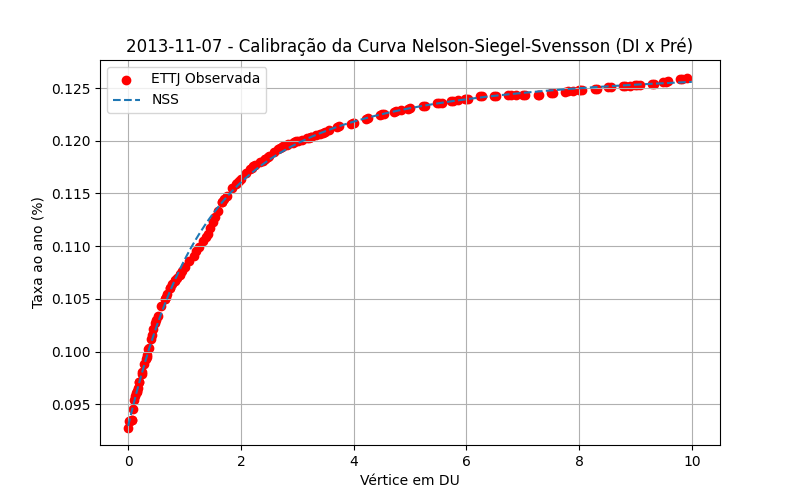 2013-11-07 - Calibração da Curva Nelson-Siegel-Svensson (DI x Pré)
ETTJ Observada
NSS
Taxa ao ano (%)
0.125
0.120
0.115
0.110
0.105
0.100
0.095
0 2 4 6 8 10
Vértice em DU